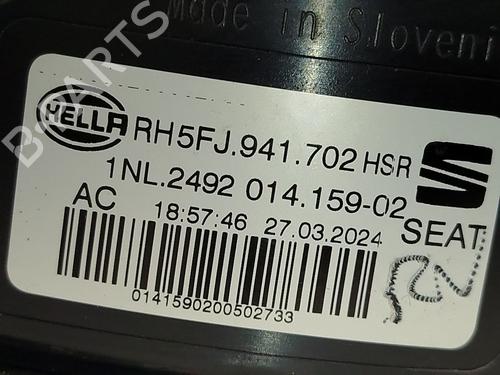 Made in Sloveni
HELLA
RH5FJ.941.702 HSR
1NL.2492 014.159-02
AC 18:57:46 27.03.2024 SEAT
0141590200502733
B-PARTS